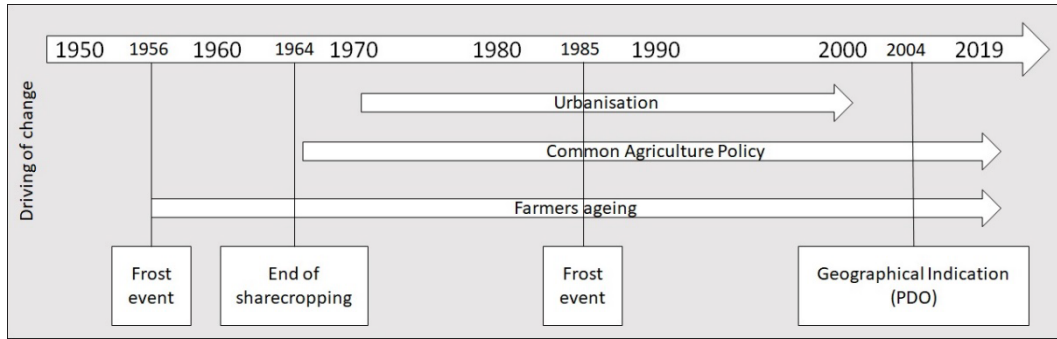 1950 1956 1960 1964 1970 1980 1985 1990 2000 2004 2019
Driving of change
Urbanisation
Common Agriculture Policy
Farmers ageing
Frost
event
End of
sharecropping
Frost
event
Geographical Indication
(PDO)